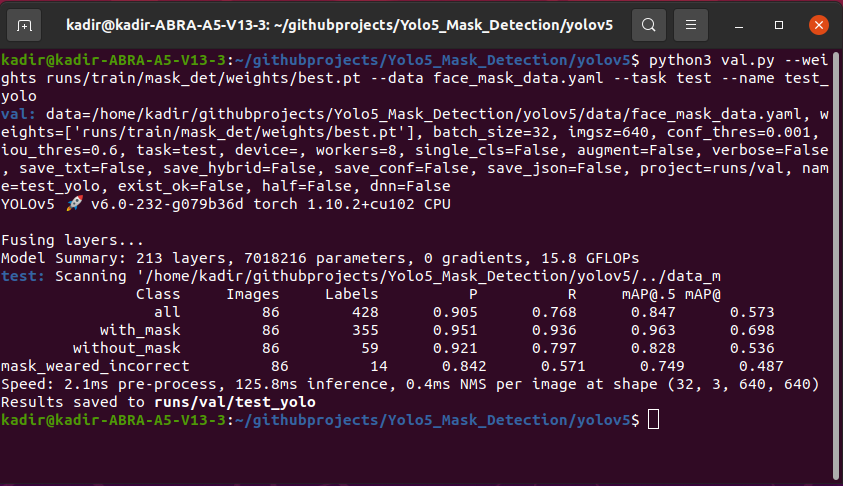 kadir@kadir-ABRA-A5-V13-3: ~/githubprojects/Yolo5_Mask_Detection/yolov5
kadir@kadir-ABRA-A5-V13-3:~/githubprojects/Yolo5_Mask_Detection/yolov5$ python3 val.py --wei
ghts runs/train/mask_det/weights/best.pt --data face_mask_data.yaml --task test --name test_
yolo
val: data=/home/kadir/githubprojects/Yolo5_Mask_Detection/yolov5/data/face_mask_data.yaml, w
eights=['runs/train/mask_det/weights/best.pt'], batch_size=32, imgsz=640, conf_thres=0.001,
iou_thres=0.6, task=test, device=, workers=8, single_cls=False, augment=False, verbose=False
, save_txt=False, save_hybrid=False, save_conf=False, save_json=False, project=runs/val, nam
e=test_yolo, exist_ok=False, half=False, dnn=False
YOLOv5 🚀 v6.0-232-g079b36d torch 1.10.2+cu102 CPU
Fusing layers...
Model Summary: 213 layers, 7018216 parameters, 0 gradients, 15.8 GFLOPs
test: Scanning '/home/kadir/githubprojects/Yolo5_Mask_Detection/yolov5/../data_m
Class Images Labels P R mAP@.5 mAP@
all 86 428 0.905 0.768 0.847 0.573
with_mask 86 355 0.951 0.936 0.963 0.698
without_mask 86 59 0.921 0.797 0.828 0.536
mask_weared_incorrect 86 14 0.842 0.571 0.749 0.487
Speed: 2.1ms pre-process, 125.8ms inference, 0.4ms NMS per image at shape (32, 3, 640, 640)
Results saved to runs/val/test_yolo
kadir@kadir-ABRA-A5-V13-3:~/githubprojects/Yolo5_Mask_Detection/yolov5$